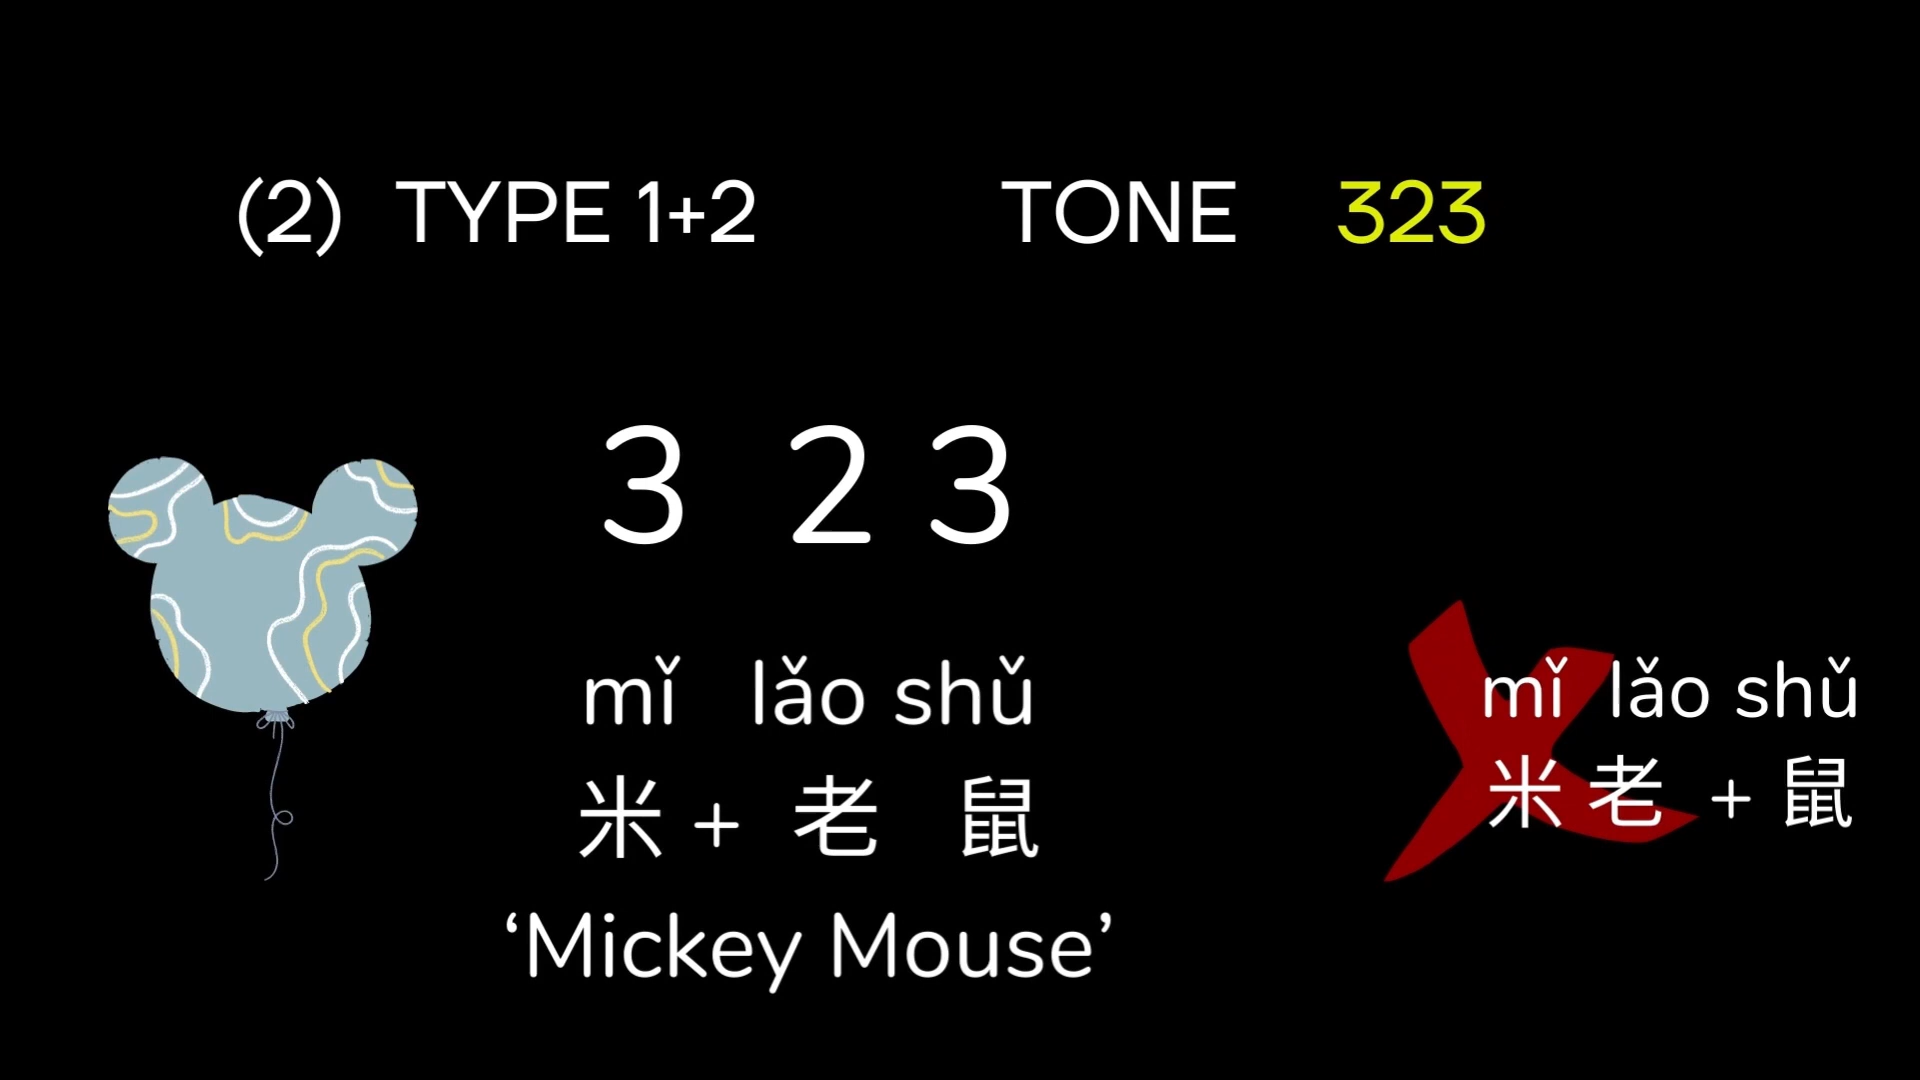 (2) TYPE 1+2 TONE 323
3 2 3
mǐ lǎo shǔ
米 + 老 鼠
‘Mickey Mouse’
mǐ lǎo shǔ
米 老 + 鼠